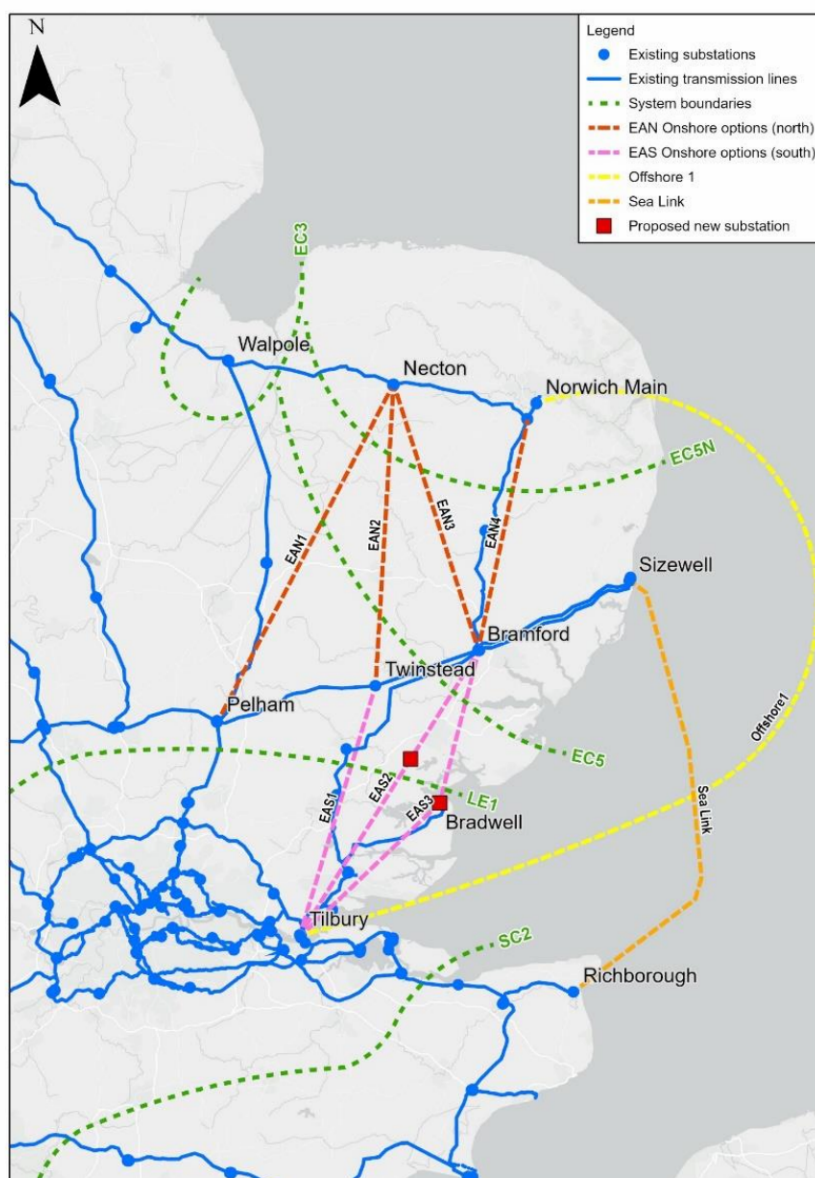 N
Legend
Existing substations
Existing transmission lines
System boundaries
EAN Onshore options (north)
EAS Onshore options (south)
Offshore 1
Sea Link
Proposed new substation
EC3
Walpole
Necton
Norwich Main
EC5N
EAN1
EAN2
EAN3
EAN4
Sizewell
Bramford
Twinstead
Pelham
Offshore1
EC5
EAS1
EAS2
EAS3
LE1
Bradwell
Sea Link
Tilbury
SC2
Richborough